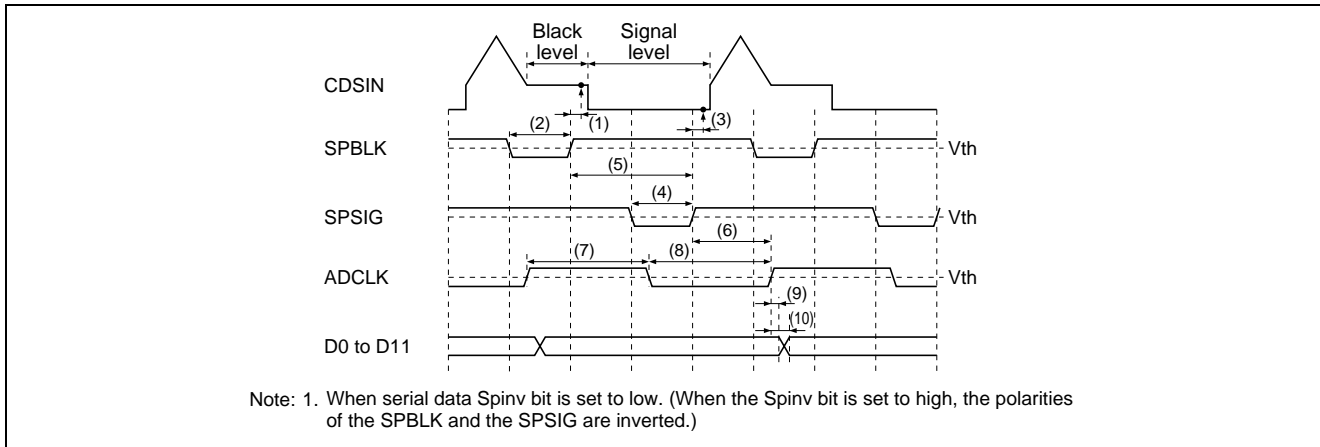 Black level
Signal level
CDSIN
(1)
(2)
(3)
SPBLK
Vth
(5)
(4)
SPSIG
Vth
(6)
(7)
(8)
ADCLK
Vth
(9)
(10)
D0 to D11
Note: 1. When serial data Spinv bit is set to low. (When the Spinv bit is set to high, the polarities
of the SPBLK and the SPSIG are inverted.)